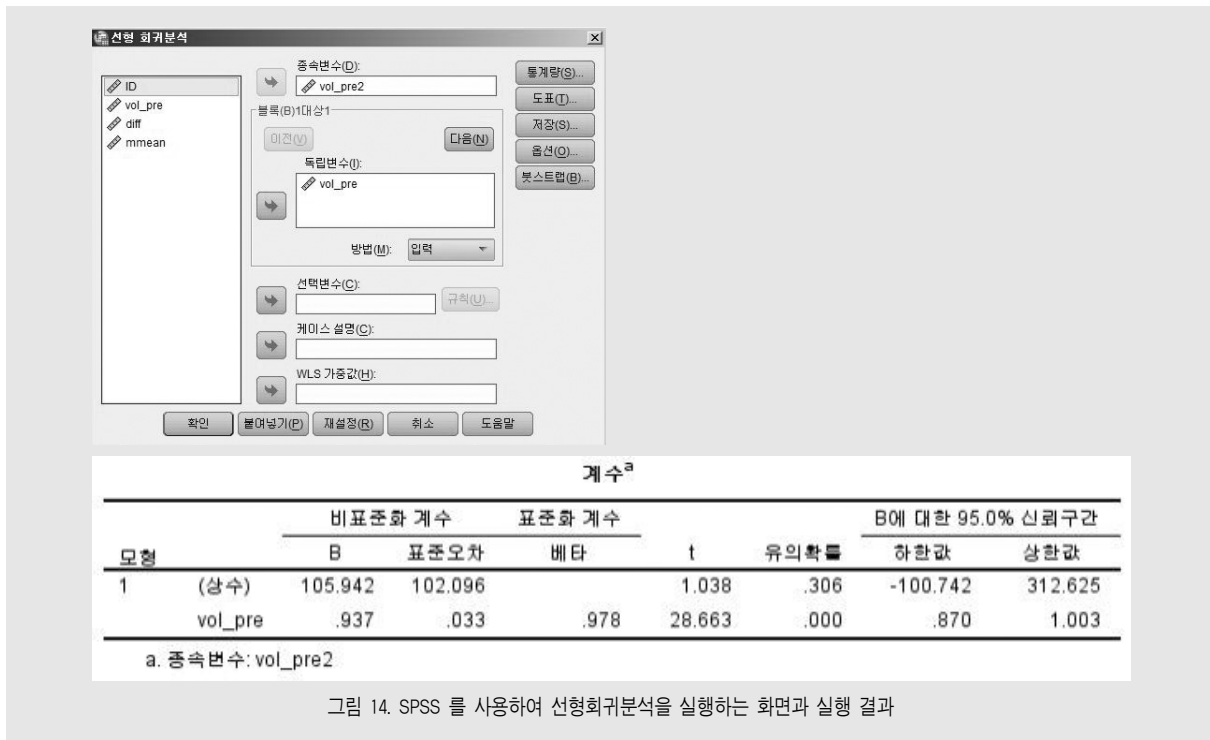 선형 회귀분석
ID
vol_pre
diff
mmean
종속변수(D):
vol_pre2
블록(B)1대상1
이전(V)
다음(N)
독립변수(I):
vol_pre
방법(M): 입력
선택변수(C):
규칙(U)...
케이스 설명(C):
WLS 가중값(H):
통계량(S)...
도표(T)...
저장(S)...
옵션(O)...
붓스트랩(B)...
확인 붙여넣기(P) 재설정(R) 취소 도움말
계수a
비표준화 계수 표준화 계수 B에 대한 95.0% 신뢰구간
모형 B 표준오차 베타 t 유의확률 하한값 상한값
1 (상수) 105.942 102.096 1.038 .306 -100.742 312.625
vol_pre .937 .033 .978 28.663 .000 .870 1.003
a. 종속변수: vol_pre2
그림 14. SPSS 를 사용하여 선형회귀분석을 실행하는 화면과 실행 결과